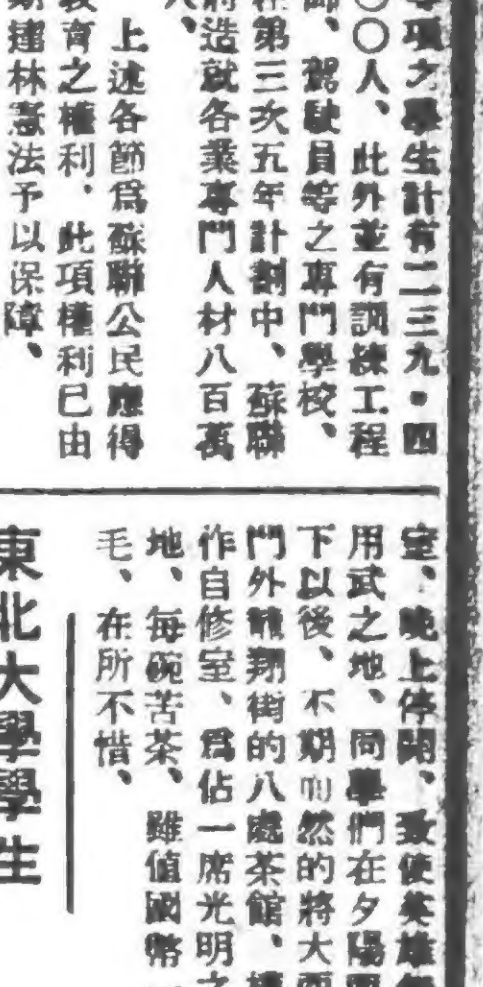 項之學生計有二三九·四
〇〇人、此外並有訓練工程
師、駕駛員等之專門學校、
在第三次五年計劃中、蘇聯
造就各業專門人材八百萬
人、
上述各節爲蘇聯公民應得
教育之權利、此項權利已由
達林憲法予以保障、
室、晚上停開、致使英雄無
用武之地、同學們在夕陽
下以後、不期而然的將大西
門外龍翔街的八處茶館、
作自修室、爲佔一席光明之
地、每碗苦茶、雖值國幣
毛、在所不惜、
東北大學學生